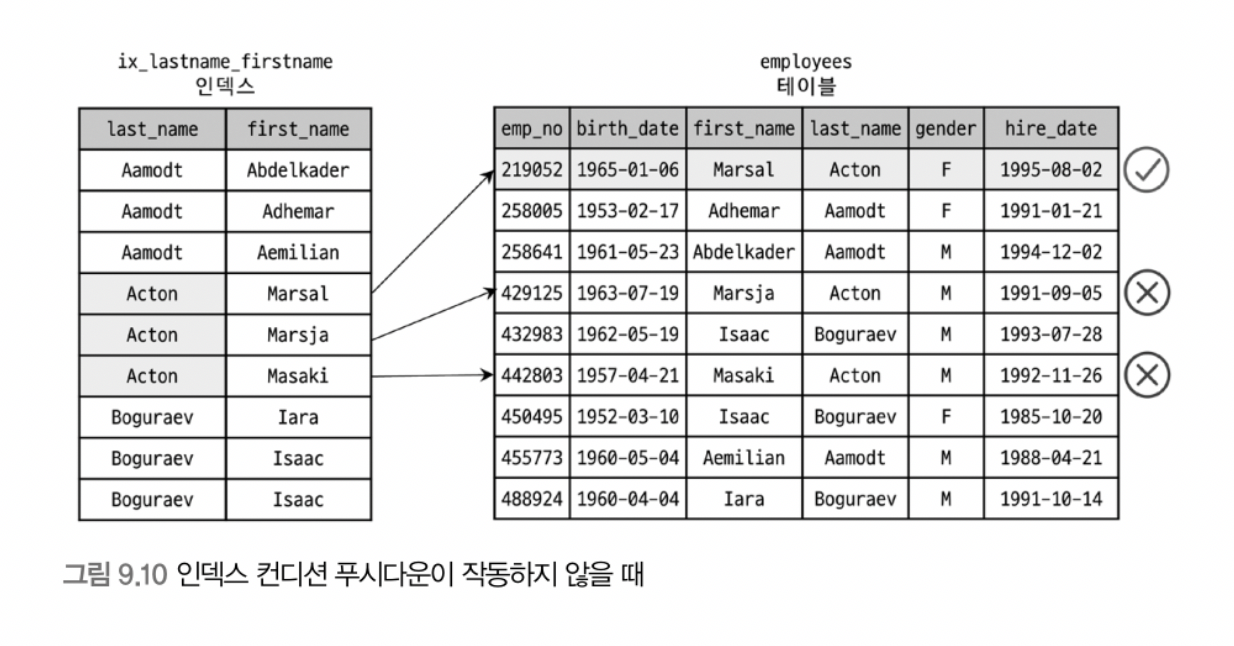 ix_lastname_firstname
인덱스
last_name first_name
Aamodt Abdelkader
Aamodt Adhemar
Aamodt Aemilian
Acton Marsal
Acton Marsja
Acton Masaki
Boguraev Iara
Boguraev Isaac
Boguraev Isaac
employees
테이블
emp_no birth_date first_name last_name gender hire_date
219052 1965-01-06 Marsal Acton F 1995-08-02
258005 1953-02-17 Adhemar Aamodt F 1991-01-21
258641 1961-05-23 Abdelkader Aamodt M 1994-12-02
429125 1963-07-19 Marsja Acton M 1991-09-05
432983 1962-05-19 Isaac Boguraev M 1993-07-28
442803 1957-04-21 Masaki Acton M 1992-11-26
450495 1952-03-10 Isaac Boguraev F 1985-10-20
455773 1960-05-04 Aemilian Aamodt M 1988-04-21
488924 1960-04-04 Iara Boguraev M 1991-10-14
그림 9.10 인덱스 컨디션 푸시다운이 작동하지 않을 때